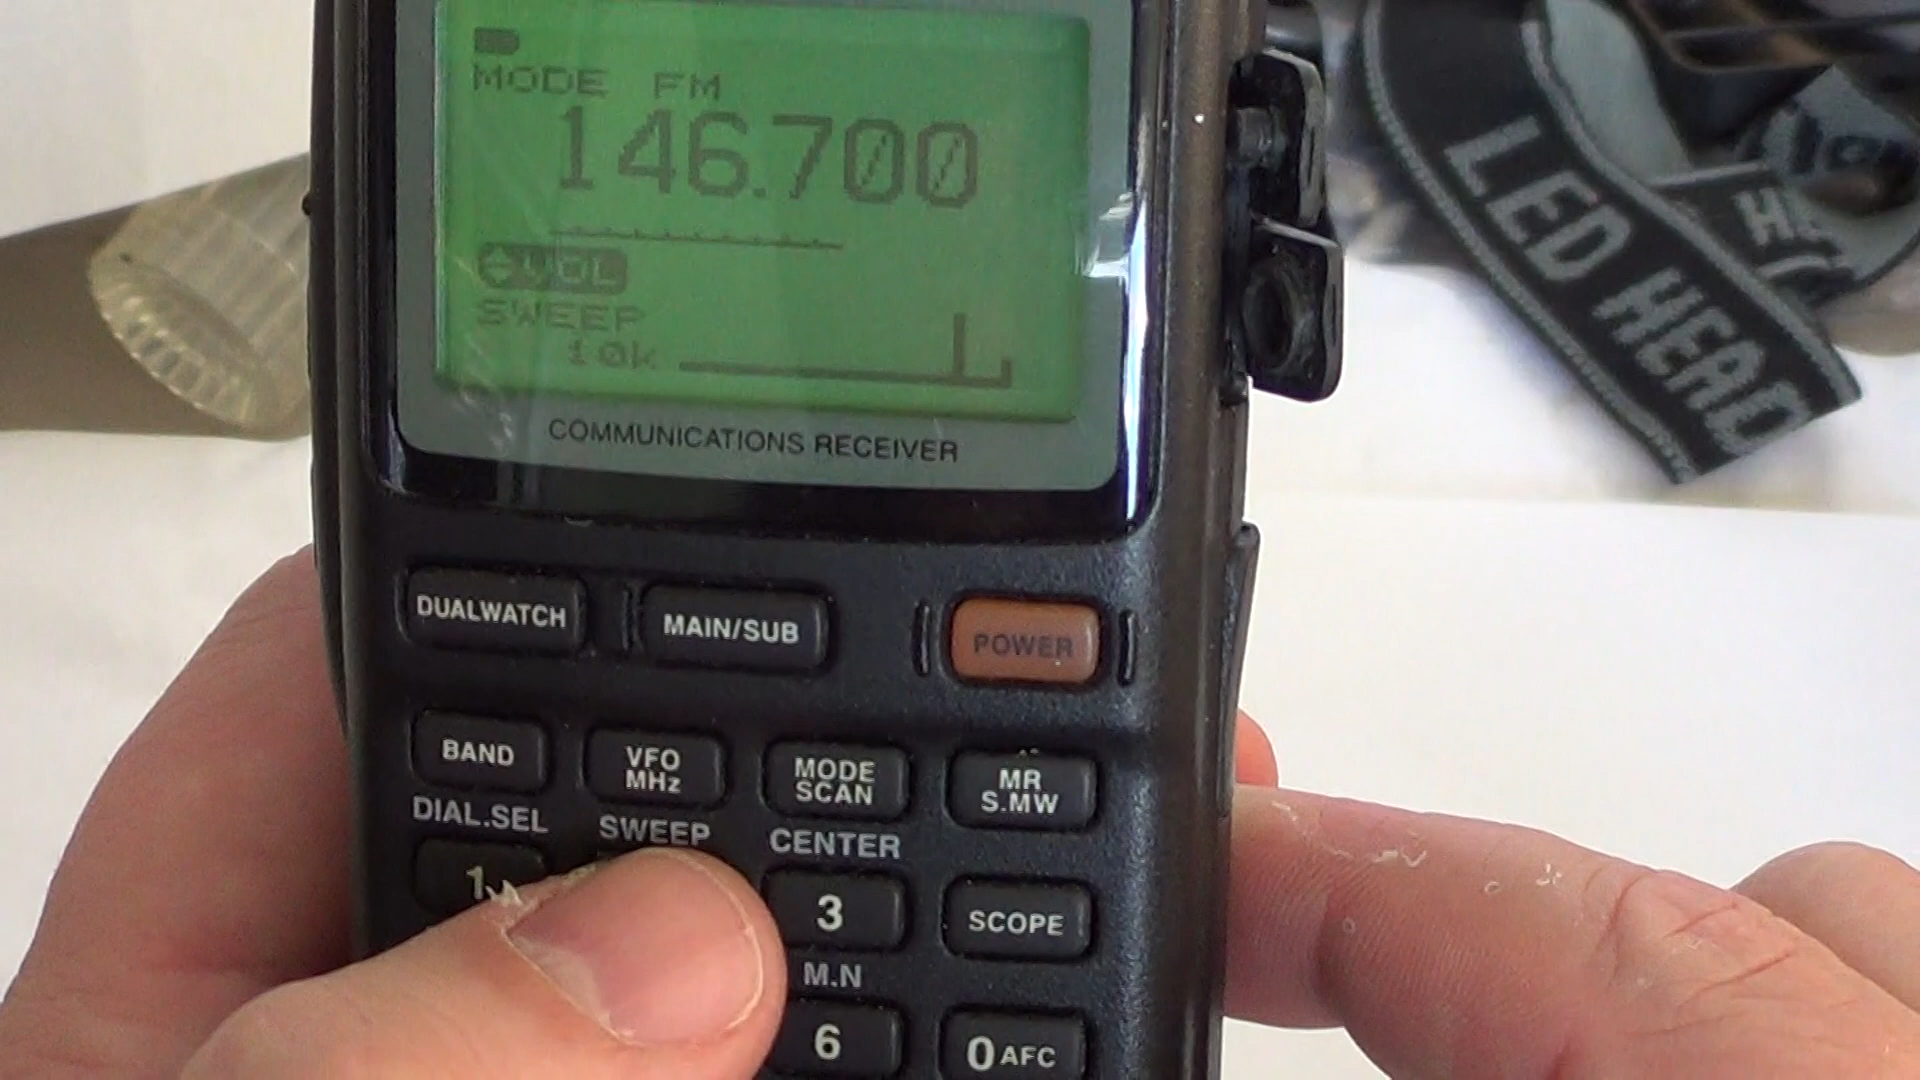 MODE FM
146.700
VOL
SWEEP
10k
COMMUNICATIONS RECEIVER
DUALWATCH
MAIN/SUB
POWER
BAND
VFO
MHz
MODE
SCAN
MR
S.MW
DIAL.SEL
SWEEP
CENTER
1
3
SCOPE
M.N
6
0 AFC
LED HEAD